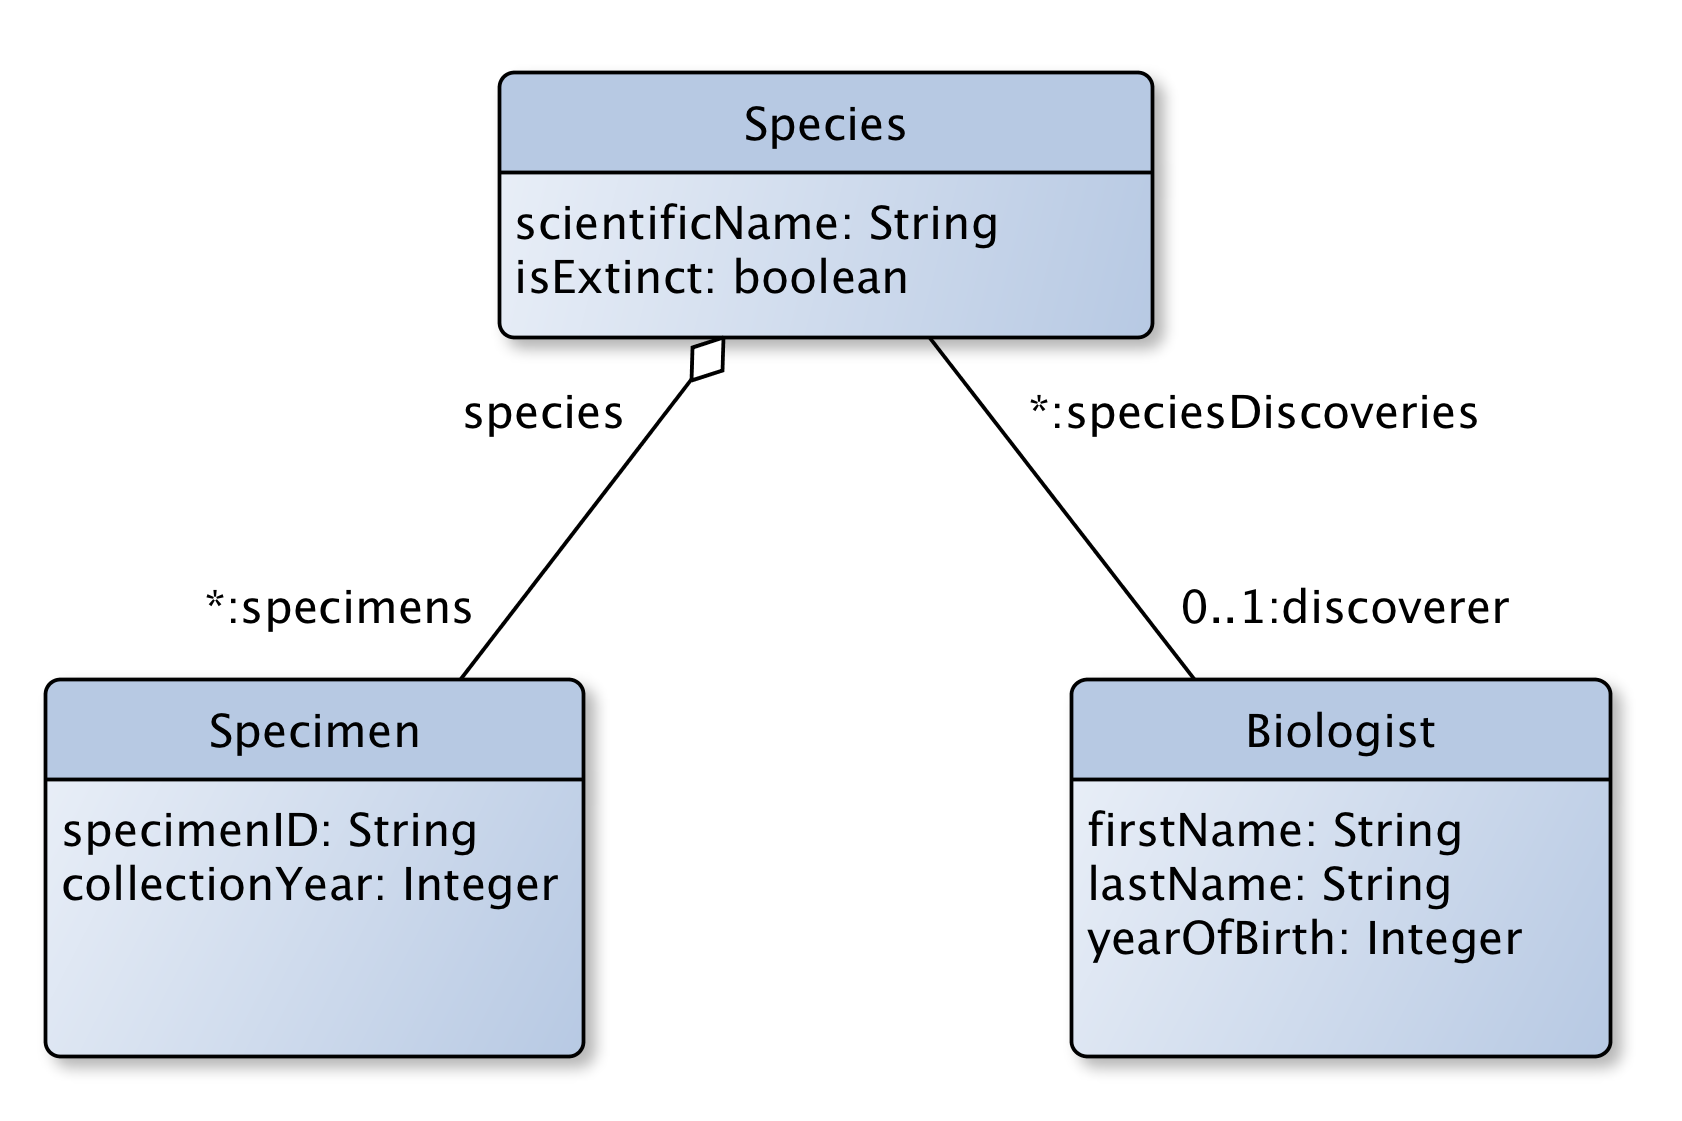 Species
scientificName: String
isExtinct: boolean
species
*:speciesDiscoveries
*:specimens
0..1:discoverer
Specimen
specimenID: String
collectionYear: Integer
Biologist
firstName: String
lastName: String
yearOfBirth: Integer